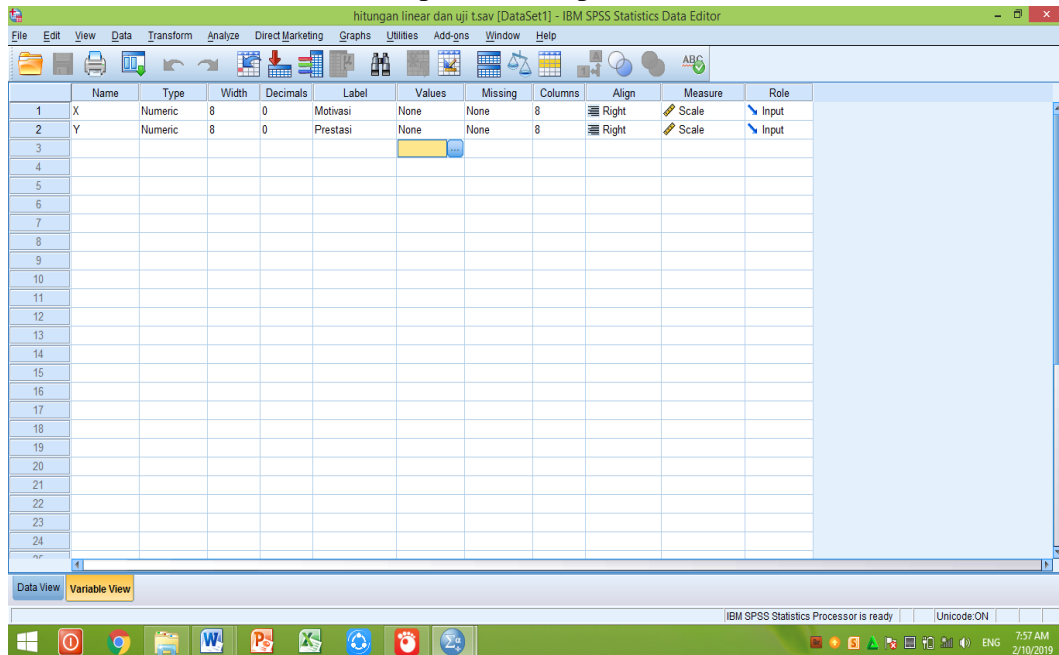 hitungan linear dan uji t.sav [DataSet1] - IBM SPSS Statistics Data Editor
File Edit View Data Transform Analyze Direct Marketing Graphs Utilities Add-ons Window Help
Name Type Width Decimals Label Values Missing Columns Align Measure Role
1 X Numeric 8 0 Motivasi None None 8 Right Scale Input
2 Y Numeric 8 0 Prestasi None None 8 Right Scale Input
3 ...
4
5
6
7
8
9
10
11
12
13
14
15
16
17
18
19
20
21
22
23
24
Data View Variable View
IBM SPSS Statistics Processor is ready Unicode:ON
ENG 7:57 AM
2/10/2019